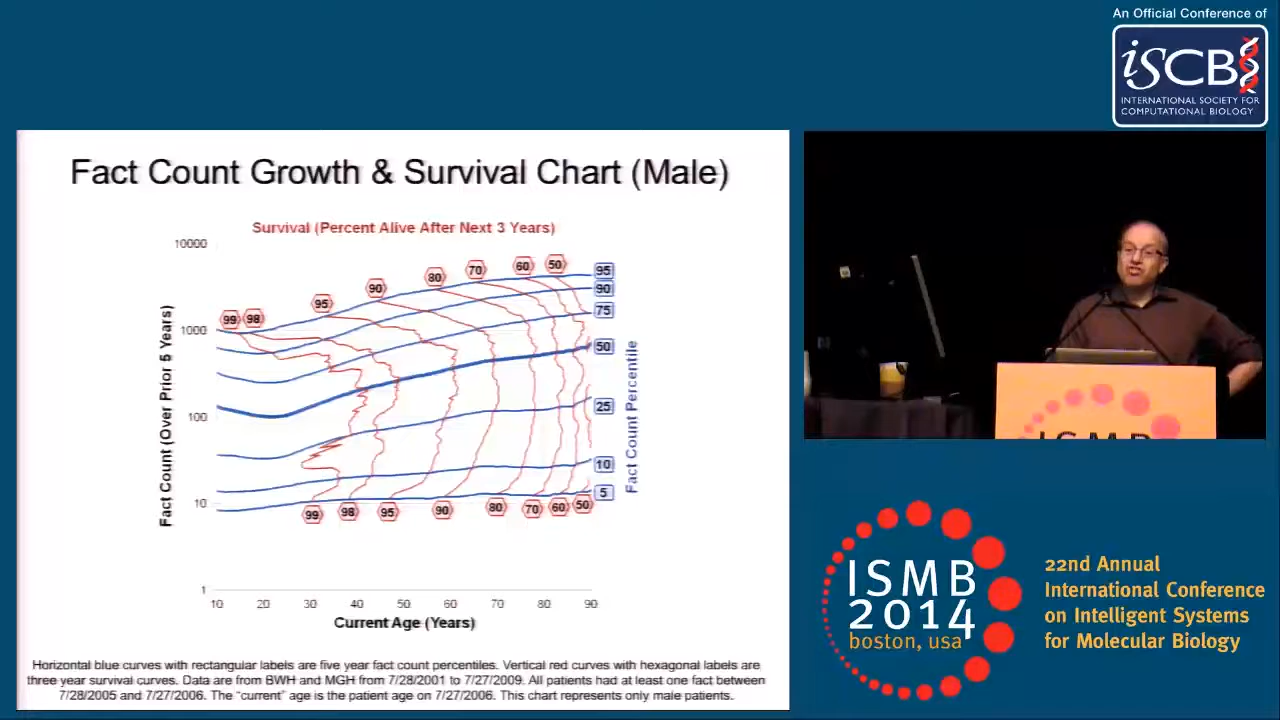 An Official Conference of
iSCB
INTERNATIONAL SOCIETY FOR
COMPUTATIONAL BIOLOGY
Fact Count Growth & Survival Chart (Male)
Survival (Percent Alive After Next 3 Years)
10000
1000
100
10
1
Fact Count (Over Prior 5 Years)
99 98 95 90 80 70 60 50
95
90
75
50
25
10
5
Fact Count Percentile
99 98 95 90 80 70 60 50
10 20 30 40 50 60 70 80 90
Current Age (Years)
Horizontal blue curves with rectangular labels are five year fact count percentiles. Vertical red curves with hexagonal labels are
three year survival curves. Data are from BWH and MGH from 7/28/2001 to 7/27/2009. All patients had at least one fact between
7/28/2005 and 7/27/2006. The "current" age is the patient age on 7/27/2006. This chart represents only male patients.
ISMB
ISMB
2014
boston, usa
22nd Annual
International Conference
on Intelligent Systems
for Molecular Biology